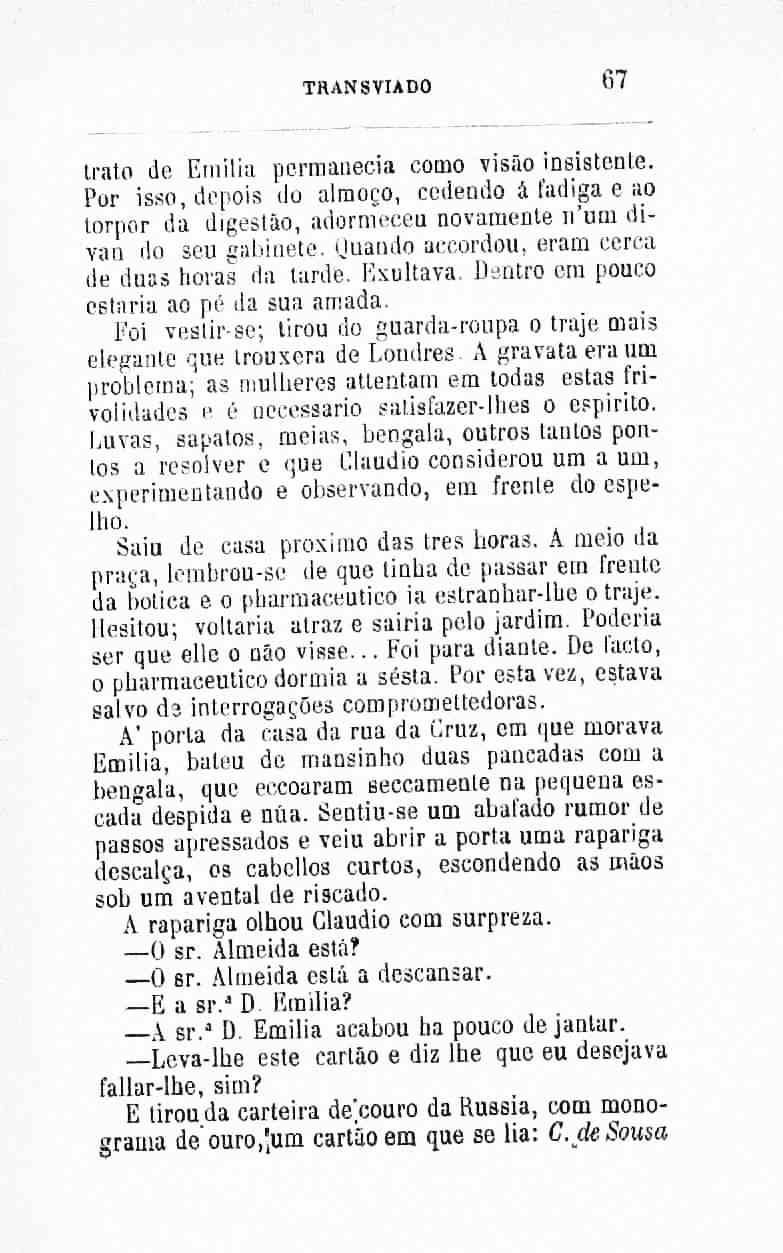 TRANSVIADO 67
trato de Emilia permanecia como visão insistente.
Por isso, depois do almoço, cedendo á fadiga e ao
torpor da digestão, adormeceu novamente n'um di-
van do seu gabinete. Quando accordou, eram cerca
de duas horas da tarde. Exultava. Dentro em pouco
estaria ao pé da sua amada.
Foi vestir-se; tirou do guarda-roupa o traje mais
elegante que trouxera de Londres. A gravata era um
problema; as mulheres attentam em todas estas fri-
volidades e é necessario satisfazer-lhes o espirito.
Luvas, sapatos, meias, bengala, outros tantos pon-
tos a resolver e que Claudio considerou um a um,
experimentando e observando, em frente do espe-
lho.
Saiu de casa proximo das tres horas. A meio da
praça, lembrou-se de que tinha de passar em frente
da botica e o pharmaceutico ia estranhar-lhe o traje.
Hesitou; voltaria atraz e sairia pelo jardim. Poderia
ser que elle o não visse... Foi para diante. De facto,
o pharmaceutico dormia a sésta. Por esta vez, estava
salvo de interrogações compromettedoras.
A' porta da casa da rua da Cruz, em que morava
Emilia, bateu de mansinho duas pancadas com a
bengala, que eccoaram seccamente na pequena es-
cada despida e núa. Sentiu-se um abafado rumor de
passos apressados e veiu abrir a porta uma rapariga
descalça, os cabellos curtos, escondendo as mãos
sob um avental de riscado.
A rapariga olhou Claudio com surpreza.
—O sr. Almeida está?
—O sr. Almeida está a descansar.
—E a sr.ª D. Emilia?
—A sr.ª D. Emilia acabou ha pouco de jantar.
—Leva-lhe este cartão e diz lhe que eu desejava
fallar-lhe, sim?
E tirou da carteira de couro da Russia, com mono-
grama de ouro, um cartão em que se lia: C. de Sousa